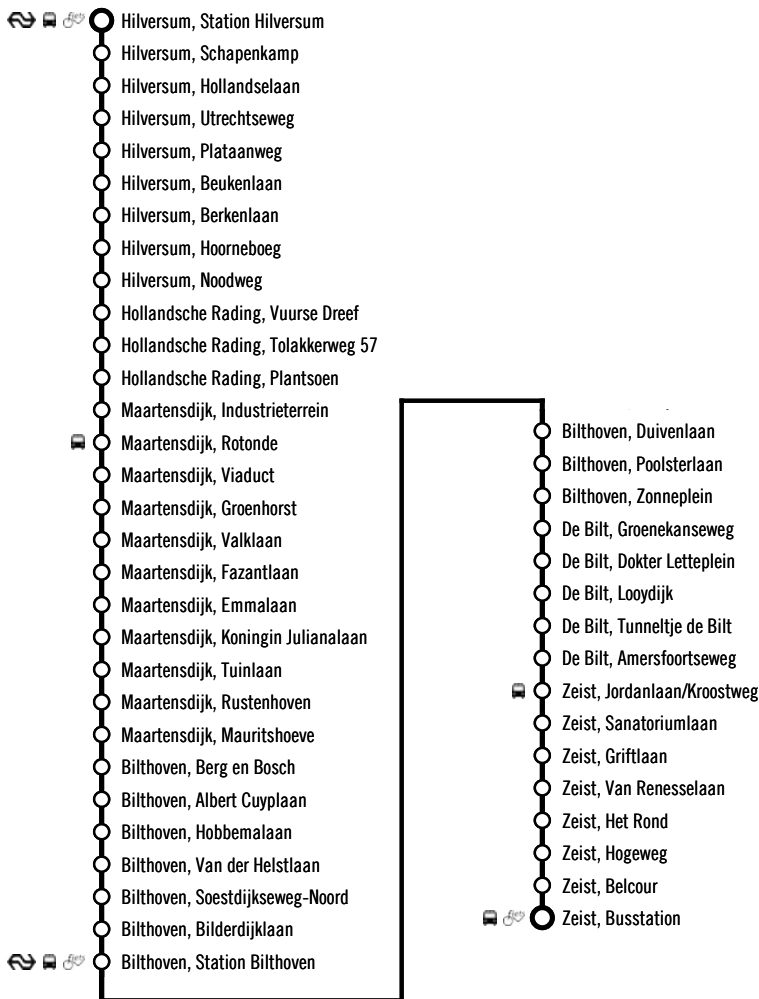 Hilversum, Station Hilversum
Hilversum, Schapenkamp
Hilversum, Hollandselaan
Hilversum, Utrechtseweg
Hilversum, Plataanweg
Hilversum, Beukenlaan
Hilversum, Berkenlaan
Hilversum, Hoorneboeg
Hilversum, Noodweg
Hollandsche Rading, Vuurse Dreef
Hollandsche Rading, Tolakkerweg 57
Hollandsche Rading, Plantsoen
Maartensdijk, Industrieterrein
Maartensdijk, Rotonde
Maartensdijk, Viaduct
Maartensdijk, Groenhorst
Maartensdijk, Valklaan
Maartensdijk, Fazantlaan
Maartensdijk, Emmalaan
Maartensdijk, Koningin Julianalaan
Maartensdijk, Tuinlaan
Maartensdijk, Rustenhoven
Maartensdijk, Mauritshoeve
Bilthoven, Berg en Bosch
Bilthoven, Albert Cuyplaan
Bilthoven, Hobbemalaan
Bilthoven, Van der Helstlaan
Bilthoven, Soestdijkseweg-Noord
Bilthoven, Bilderdijklaan
Bilthoven, Station Bilthoven
Bilthoven, Duivenlaan
Bilthoven, Poolsterlaan
Bilthoven, Zonneplein
De Bilt, Groenekanseweg
De Bilt, Dokter Letteplein
De Bilt, Looydijk
De Bilt, Tunneltje de Bilt
De Bilt, Amersfoortseweg
Zeist, Jordanlaan/Kroostweg
Zeist, Sanatoriumlaan
Zeist, Griftlaan
Zeist, Van Renesselaan
Zeist, Het Rond
Zeist, Hogeweg
Zeist, Belcour
Zeist, Busstation